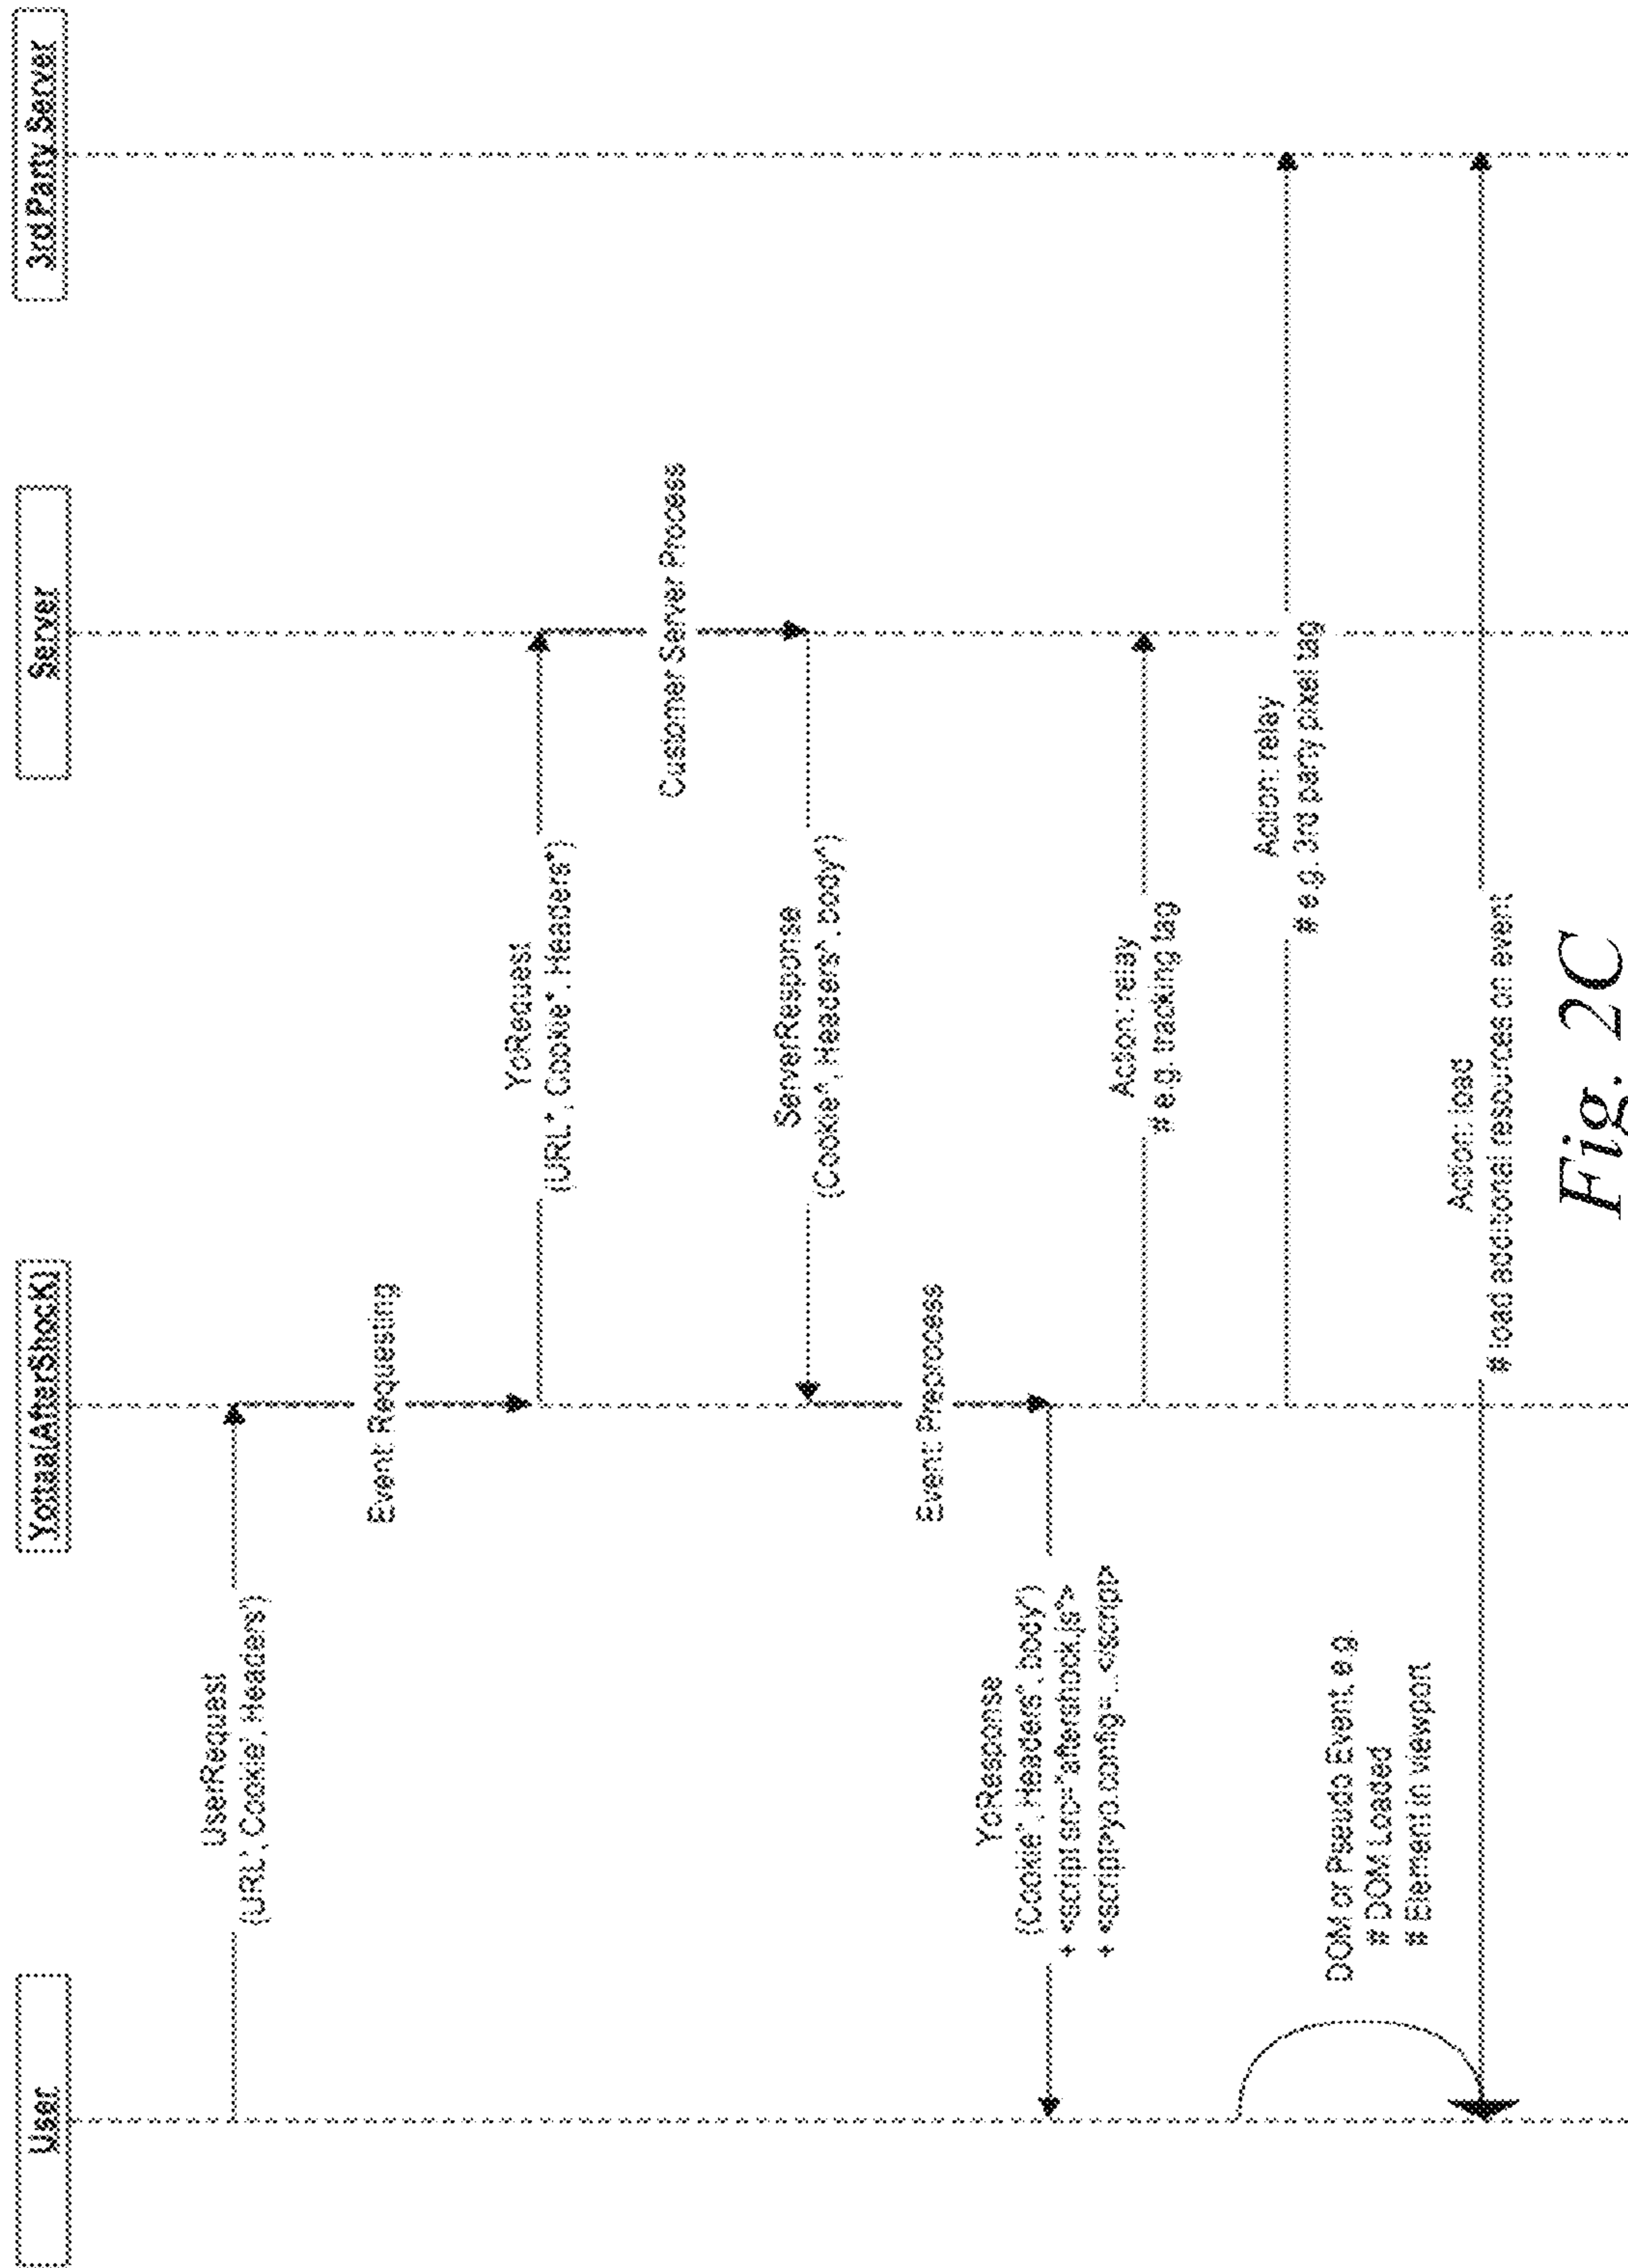 User
Yottaa(AfterShocK)
Server
3rd Party Server
UserRequest
(URL', Cookie', Headers')
Event: Requesting
YoRequest
(URL*, Cookie*, Headers*)
Customer Server Process
ServerResponse
(Cookie^, Headers^, body^)
Event: Preprocess
YoResponse
(Cookie", Headers", body")
+ <script src="aftershock.js">
+ <script>yo.config=...</script>
Action: relay
# e.g. tracking tag
Action: relay
# e.g. 3rd party pixel tag
DOM or Pseudo Event, e.g.
# DOM Loaded
# Element in viewport
Action: load
# load additional resources on event
Fig. 2C